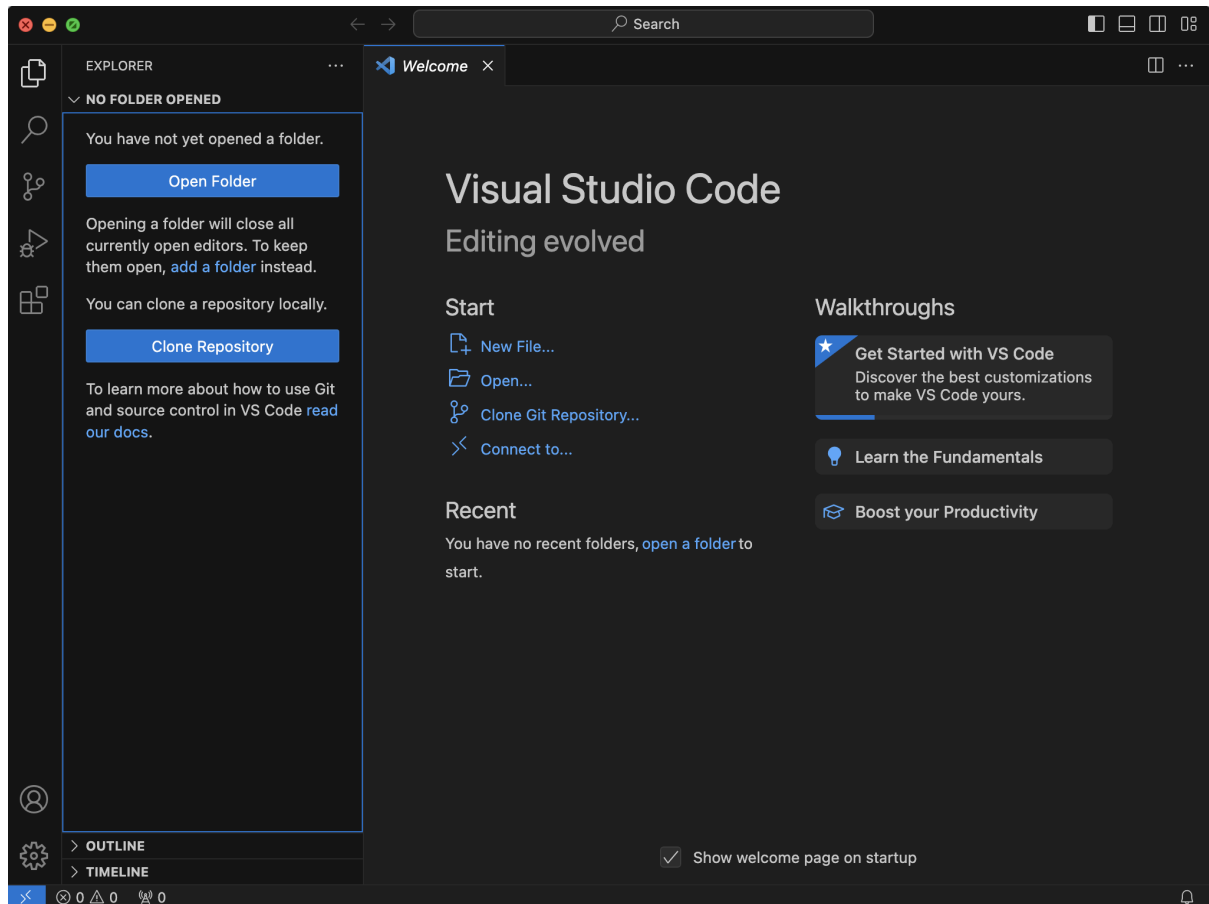 Search
EXPLORER
Welcome
NO FOLDER OPENED
You have not yet opened a folder.
Open Folder
Opening a folder will close all
currently open editors. To keep
them open, add a folder instead.
You can clone a repository locally.
Clone Repository
To learn more about how to use Git
and source control in VS Code read
our docs.
Visual Studio Code
Editing evolved
Start
New File...
Open...
Clone Git Repository...
Connect to...
Recent
You have no recent folders, open a folder to
start.
Walkthroughs
Get Started with VS Code
Discover the best customizations
to make VS Code yours.
Learn the Fundamentals
Boost your Productivity
OUTLINE
TIMELINE
Show welcome page on startup
0 0 0